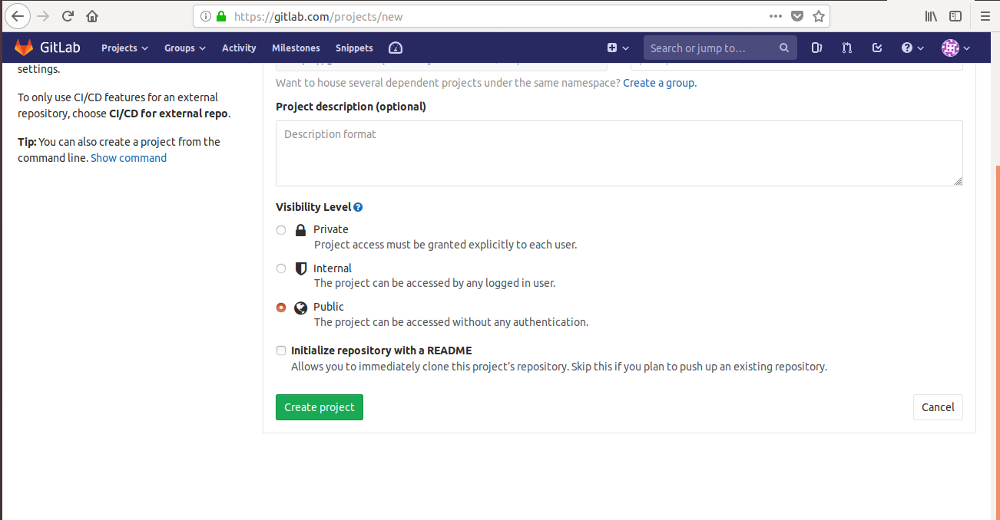 https://gitlab.com/projects/new
GitLab Projects Groups Activity Milestones Snippets Search or jump to...
settings.
To only use CI/CD features for an external
repository, choose CI/CD for external repo.
Tip: You can also create a project from the
command line. Show command
Want to house several dependent projects under the same namespace? Create a group.
Project description (optional)
Description format
Visibility Level
Private
Project access must be granted explicitly to each user.
Internal
The project can be accessed by any logged in user.
Public
The project can be accessed without any authentication.
Initialize repository with a README
Allows you to immediately clone this project's repository. Skip this if you plan to push up an existing repository.
Create project
Cancel